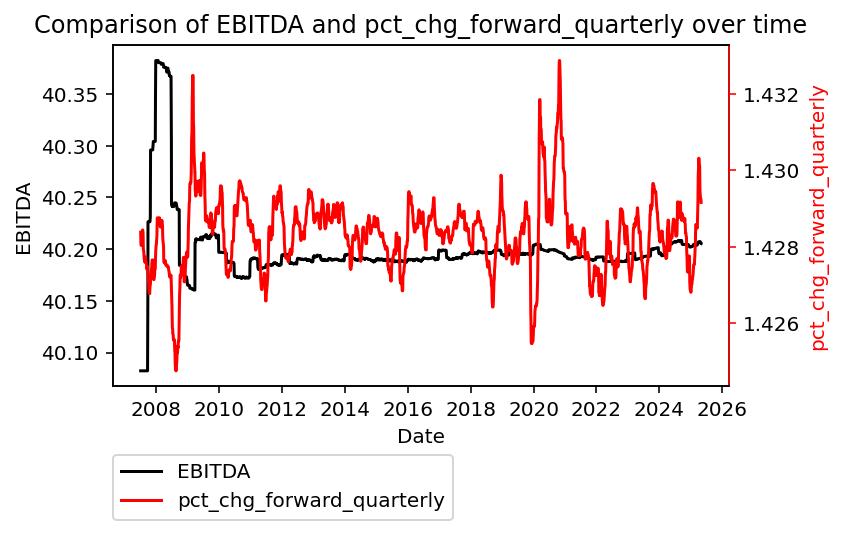 Comparison of EBITDA and pct_chg_forward_quarterly over time
40.35
40.30
40.25
40.20
40.15
40.10
EBITDA
1.432
1.430
1.428
1.426
pct_chg_forward_quarterly
2008 2010 2012 2014 2016 2018 2020 2022 2024 2026
Date
EBITDA
pct_chg_forward_quarterly